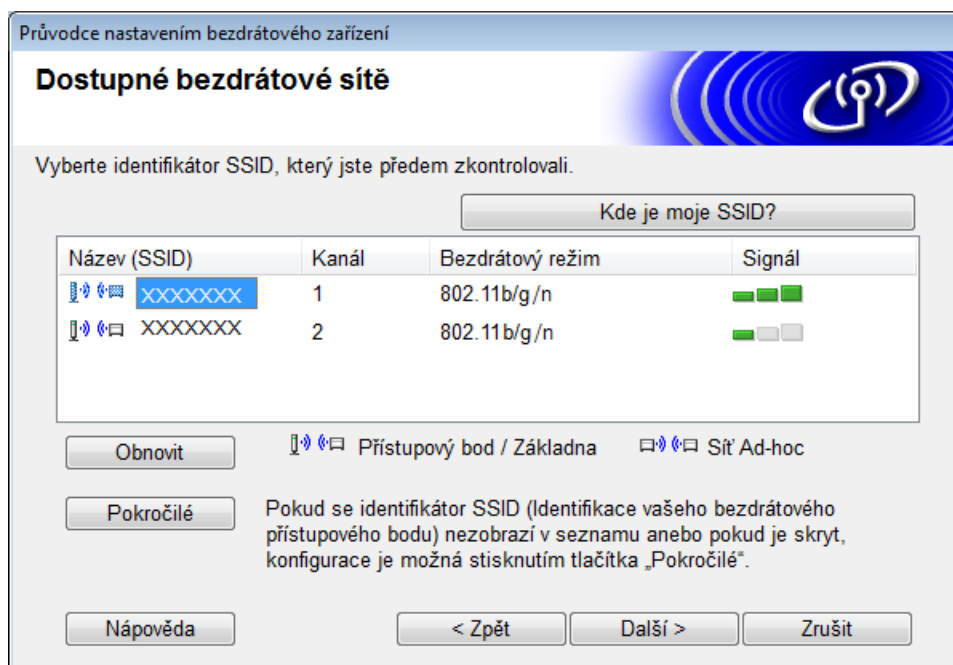 Průvodce nastavením bezdrátového zařízení
Dostupné bezdrátové sítě
Vyberte identifikátor SSID, který jste předem zkontrolovali.
Kde je moje SSID?
Název (SSID) Kanál Bezdrátový režim Signál
XXXXXXX 1 802.11b/g/n
XXXXXXX 2 802.11b/g/n
Obnovit Přístupový bod / Základna Síť Ad-hoc
Pokročilé
Pokud se identifikátor SSID (Identifikace vašeho bezdrátového
přístupového bodu) nezobrazí v seznamu anebo pokud je skryt,
konfigurace je možná stisknutím tlačítka „Pokročilé“.
Nápověda < Zpět Další > Zrušit